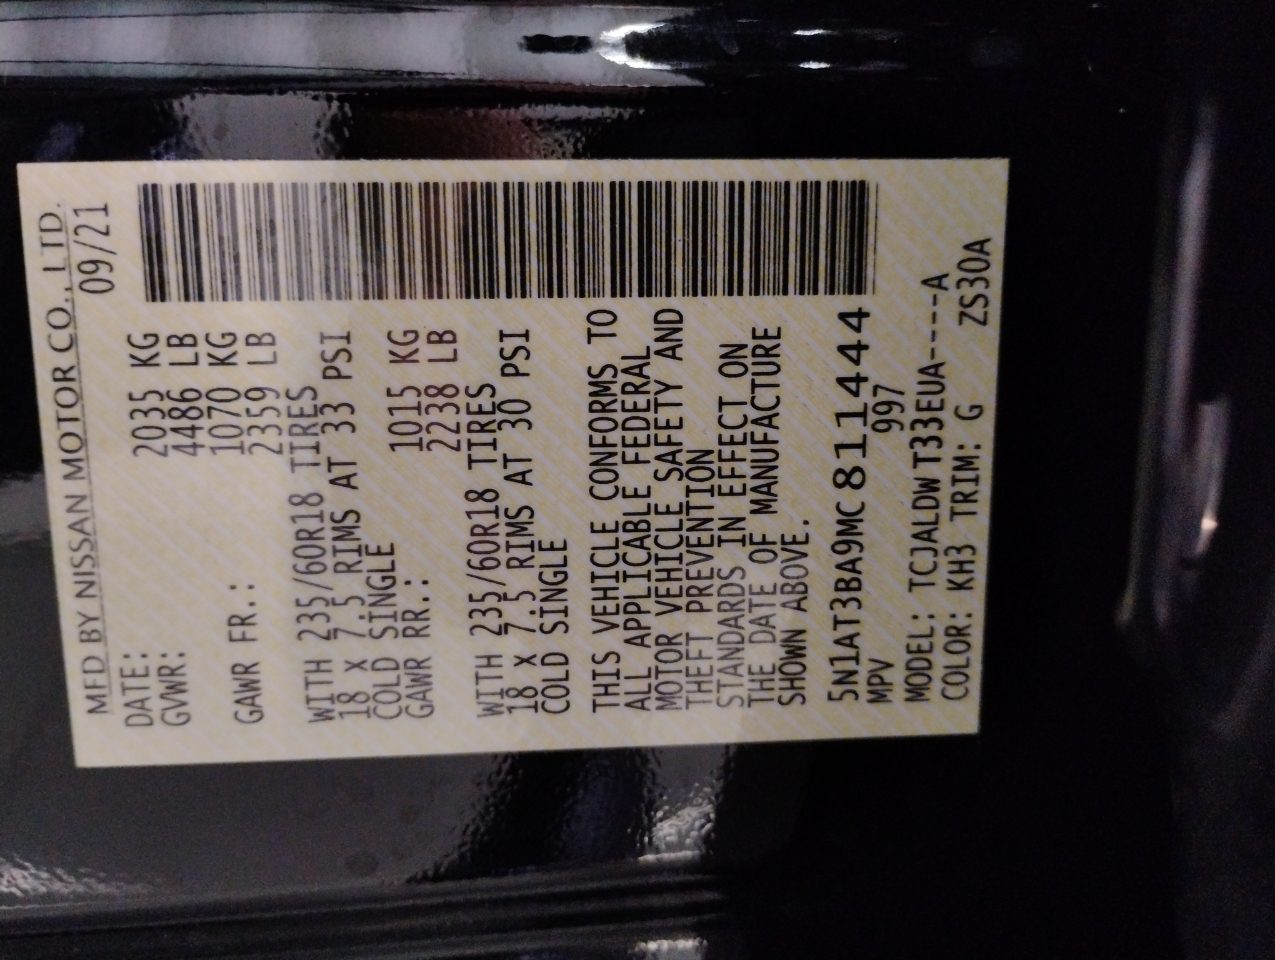 MFD BY NISSAN MOTOR CO., LTD.
DATE: 09/21
GVWR: 2035 KG
4486 LB
GAWR FR.: 1070 KG
2359 LB
WITH 235/60R18 TIRES
18 X 7.5 RIMS AT 33 PSI
COLD SINGLE
GAWR RR.: 1015 KG
2238 LB
WITH 235/60R18 TIRES
18 X 7.5 RIMS AT 30 PSI
COLD SINGLE
THIS VEHICLE CONFORMS TO
ALL APPLICABLE FEDERAL
MOTOR VEHICLE SAFETY AND
THEFT PREVENTION
STANDARDS IN EFFECT ON
THE DATE OF MANUFACTURE
SHOWN ABOVE.
5N1AT3BA9MC811444
MPV 997
MODEL: TCJALDWT33EUA----A
COLOR: KH3 TRIM: G ZS30A